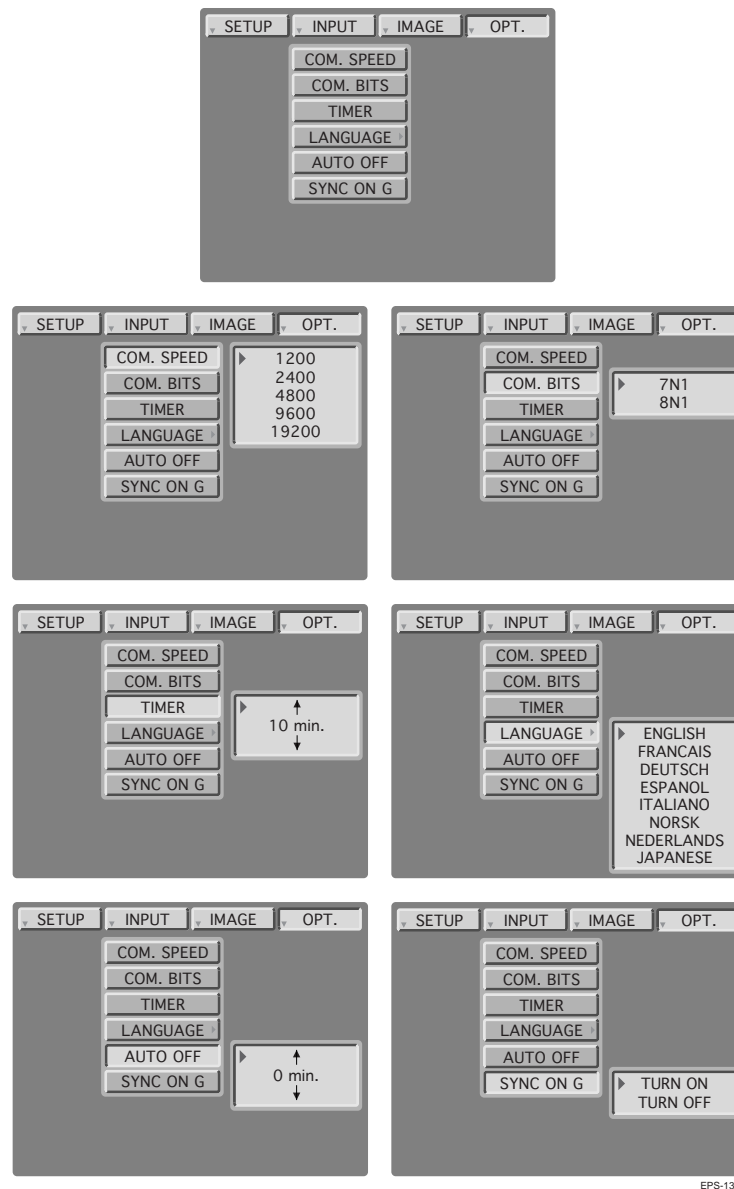 SETUP INPUT IMAGE OPT.
COM. SPEED
COM. BITS
TIMER
LANGUAGE
AUTO OFF
SYNC ON G
SETUP INPUT IMAGE OPT.
COM. SPEED
COM. BITS
TIMER
LANGUAGE
AUTO OFF
SYNC ON G
1200
2400
4800
9600
19200
SETUP INPUT IMAGE OPT.
COM. SPEED
COM. BITS
TIMER
LANGUAGE
AUTO OFF
SYNC ON G
7N1
8N1
SETUP INPUT IMAGE OPT.
COM. SPEED
COM. BITS
TIMER
LANGUAGE
AUTO OFF
SYNC ON G
10 min.
SETUP INPUT IMAGE OPT.
COM. SPEED
COM. BITS
TIMER
LANGUAGE
AUTO OFF
SYNC ON G
ENGLISH
FRANCAIS
DEUTSCH
ESPANOL
ITALIANO
NORSK
NEDERLANDS
JAPANESE
SETUP INPUT IMAGE OPT.
COM. SPEED
COM. BITS
TIMER
LANGUAGE
AUTO OFF
SYNC ON G
0 min.
SETUP INPUT IMAGE OPT.
COM. SPEED
COM. BITS
TIMER
LANGUAGE
AUTO OFF
SYNC ON G
TURN ON
TURN OFF
EPS-13